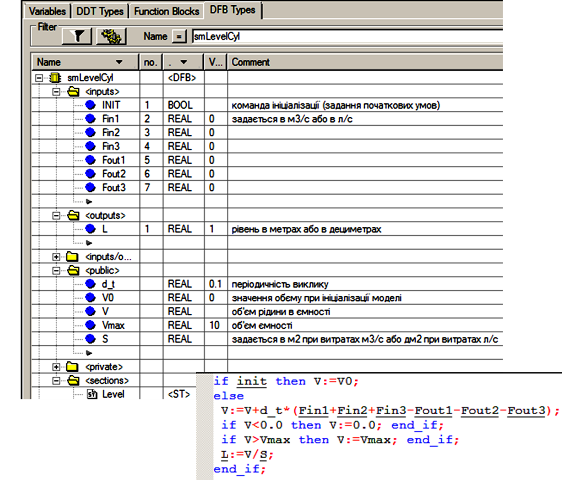 Variables DDT Types Function Blocks DFB Types
Filter
Name = smLevelCyl
Name no. . V... Comment
smLevelCyl <DFB>
<inputs>
INIT 1 BOOL команда ініціалізації (задання початкових умов)
Fin1 2 REAL 0 задається в м3/с або в л/с
Fin2 3 REAL 0
Fin3 4 REAL 0
Fout1 5 REAL 0
Fout2 6 REAL 0
Fout3 7 REAL 0
<outputs>
L 1 REAL 1 рівень в метрах або в дециметрах
<inputs/o...
<public>
d_t REAL 0.1 періодичність виклику
V0 REAL 0 значення обєму при ініціалізації моделі
V REAL об'єм рідини в ємності
Vmax REAL 10 об'єм ємності
S REAL задається в м2 при витратах м3/с або дм2 при витратах л/с
<private>
<sections>
Level <ST>
if init then V:=V0;
else
V:=V+d_t*(Fin1+Fin2+Fin3-Fout1-Fout2-Fout3);
if V<0.0 then V:=0.0; end_if;
if V>Vmax then V:=Vmax; end_if;
L:=V/S;
end_if;